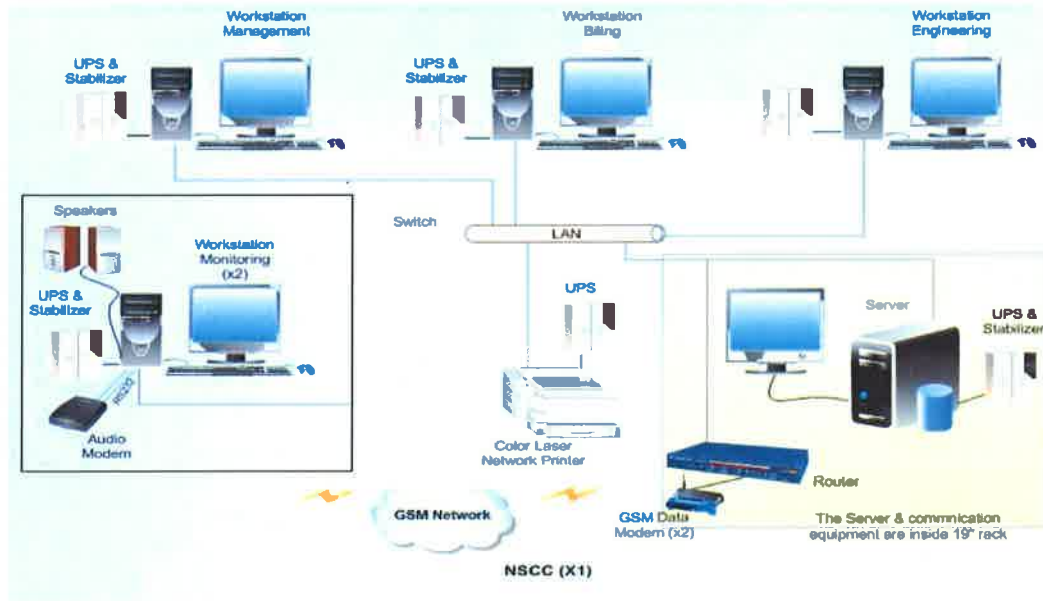 Workstation
Management
Workstation
Billing
Workstation
Engineering
UPS &
Stabilizer
UPS &
Stabilizer
Speakers
Switch
LAN
Workstation
Monitoring
(x2)
UPS &
Stabilizer
UPS
Server
UPS &
Stabilizer
RS232
Audio
Modem
Color Laser
Network Printer
Router
GSM Network
GSM Data
Modem (x2)
The Server & commnication
equipment are inside 19" rack
NSCC (X1)